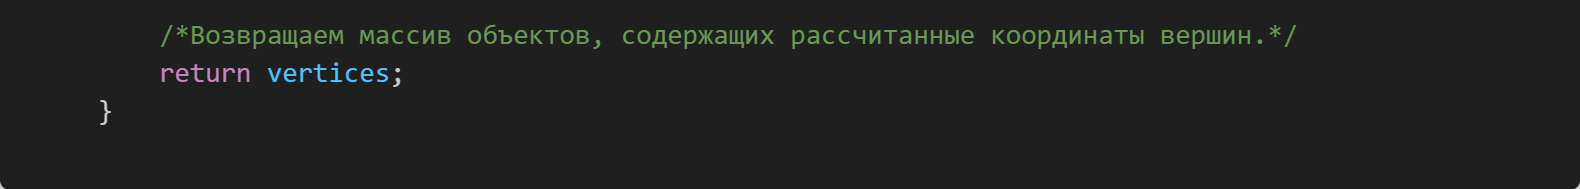 /*Возвращаем массив объектов, содержащих рассчитанные координаты вершин.*/
return vertices;
}